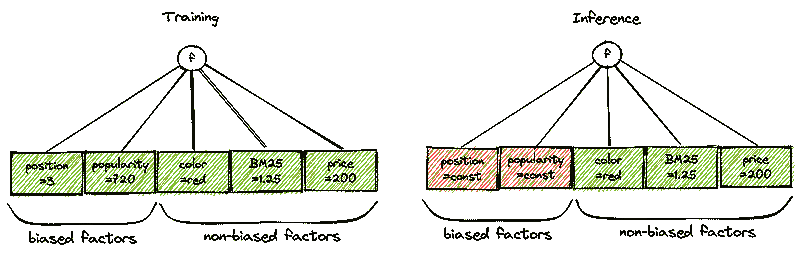 Training
Inference
f
f
position
=3
popularity
=720
color
=red
BM25
=1.25
price
=200
position
=const
popularity
=const
color
=red
BM25
=1.25
price
=200
biased factors
non-biased factors
biased factors
non-biased factors